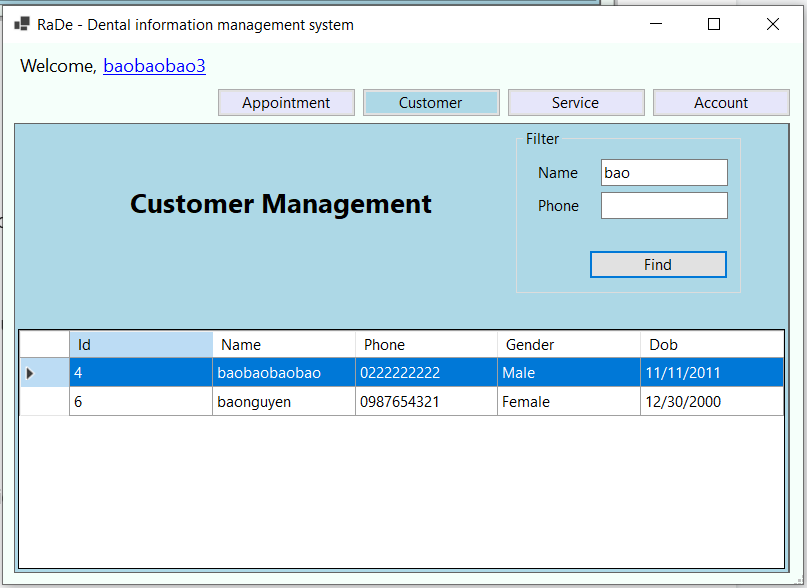 RaDe - Dental information management system
Welcome, baobaobao3
Appointment Customer Service Account
Filter
Name bao
Customer Management
Phone
Find
Id Name Phone Gender Dob
4 baobaobaobao 0222222222 Male 11/11/2011
6 baonguyen 0987654321 Female 12/30/2000